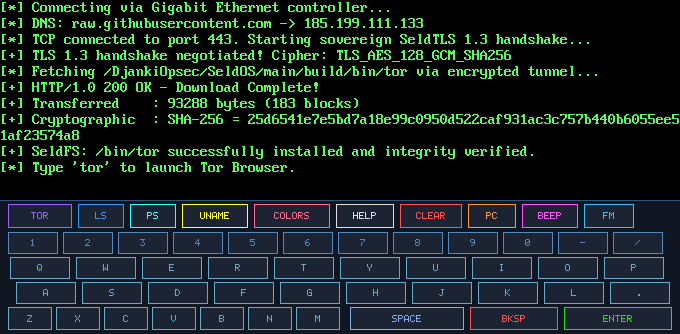 [*] Connecting via Gigabit Ethernet controller...
[*] DNS: raw.githubusercontent.com -> 185.199.111.133
[*] TCP connected to port 443. Starting sovereign SeldTLS 1.3 handshake...
[+] TLS 1.3 handshake negotiated! Cipher: TLS_AES_128_GCM_SHA256
[*] Fetching /DjankiOpsec/SeldOS/main/build/bin/tor via encrypted tunnel...
[+] HTTP/1.0 200 OK - Download Complete!
[+] Transferred    : 93288 bytes (183 blocks)
[+] Cryptographic  : SHA-256 = 25d6541e7e5bd7a18e99c0950d522caf931ac3c757b440b6055ee5
1af23574a8
[+] SeldFS: /bin/tor successfully installed and integrity verified.
[*] Type 'tor' to launch Tor Browser.
TOR LS PS UNAME COLORS HELP CLEAR PC BEEP FM
1 2 3 4 5 6 7 8 9 0 - /
Q W E R T Y U I O P
A S D F G H J K L .
Z X C V B N M SPACE BKSP ENTER